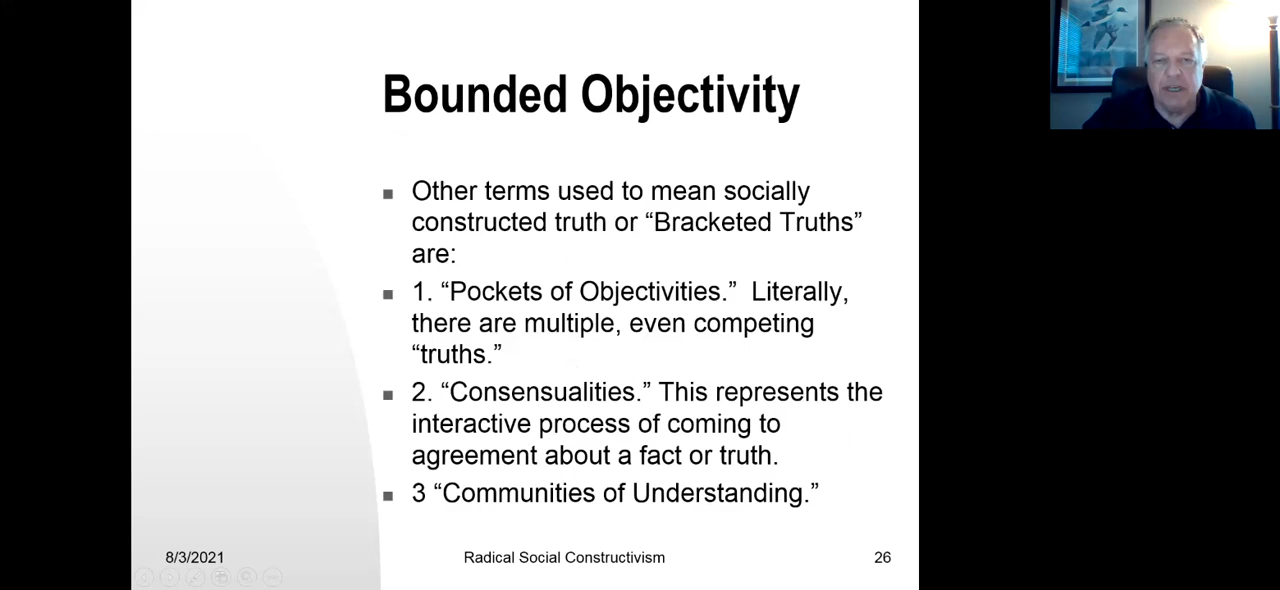 Bounded Objectivity
Other terms used to mean socially
constructed truth or “Bracketed Truths”
are:
1. “Pockets of Objectivities.”  Literally,
there are multiple, even competing
“truths.”
2. “Consensualities.” This represents the
interactive process of coming to
agreement about a fact or truth.
3 “Communities of Understanding.”
8/3/2021
Radical Social Constructivism
26